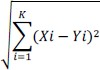 √∑_{i=1}^{K}(Xi − Yi)²